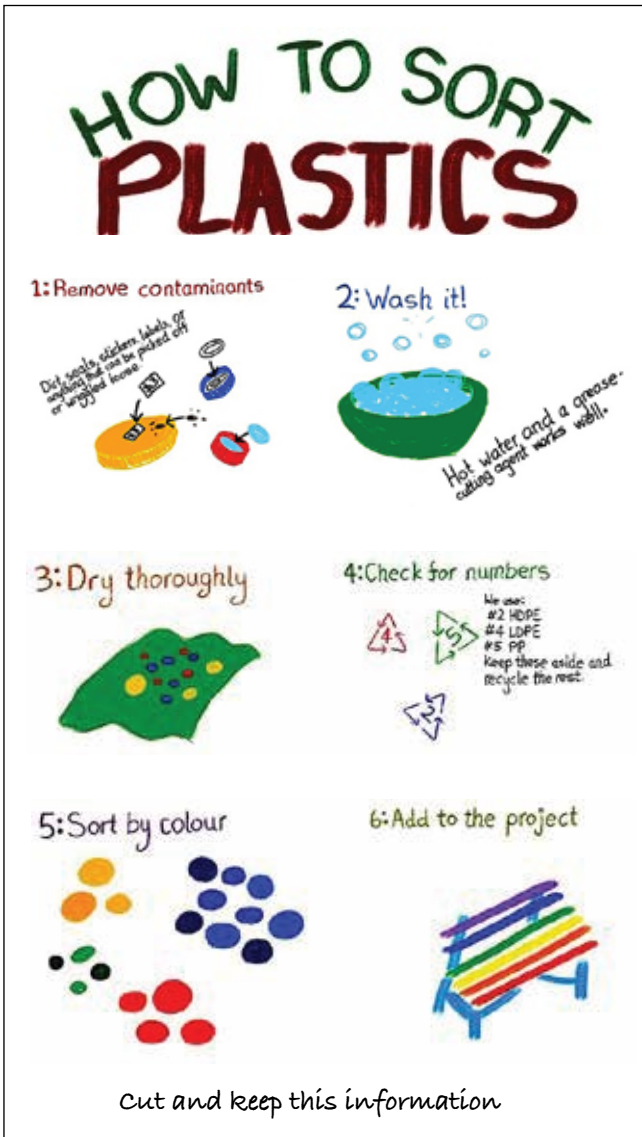 HOW TO SORT
PLASTICS
1: Remove contaminants
Dirt, seals, stickers, labels, or
anything that can be picked off
or wriggled loose.
2: Wash it!
Hot water and a grease-
cutting agent works well.
3: Dry thoroughly
4: Check for numbers
We use:
#2 HDPE
#4 LDPE
#5 PP
Keep these aside and
recycle the rest.
4
5
2
5: Sort by colour
6: Add to the project
Cut and keep this information